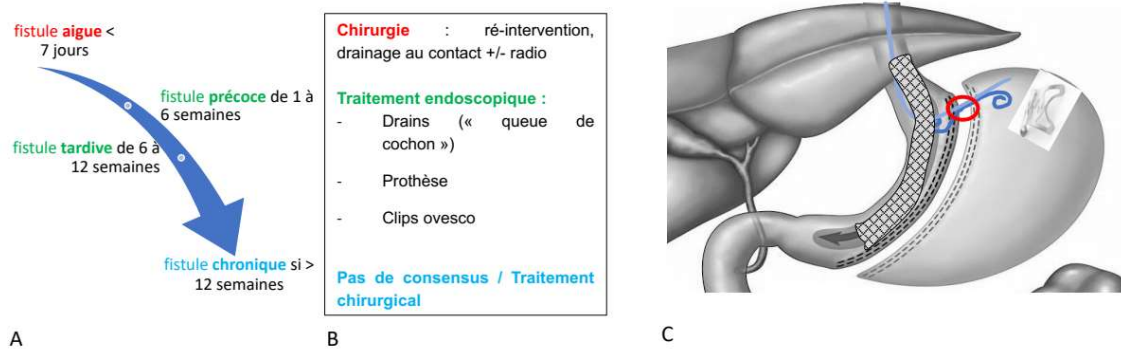 fistule aigue <
7 jours
fistule précoce de 1 à
6 semaines
fistule tardive de 6 à
12 semaines
fistule chronique si >
12 semaines
A
Chirurgie : ré-intervention,
drainage au contact +/- radio
Traitement endoscopique :
- Drains (« queue de
cochon »)
- Prothèse
- Clips ovesco
Pas de consensus / Traitement
chirurgical
B
C